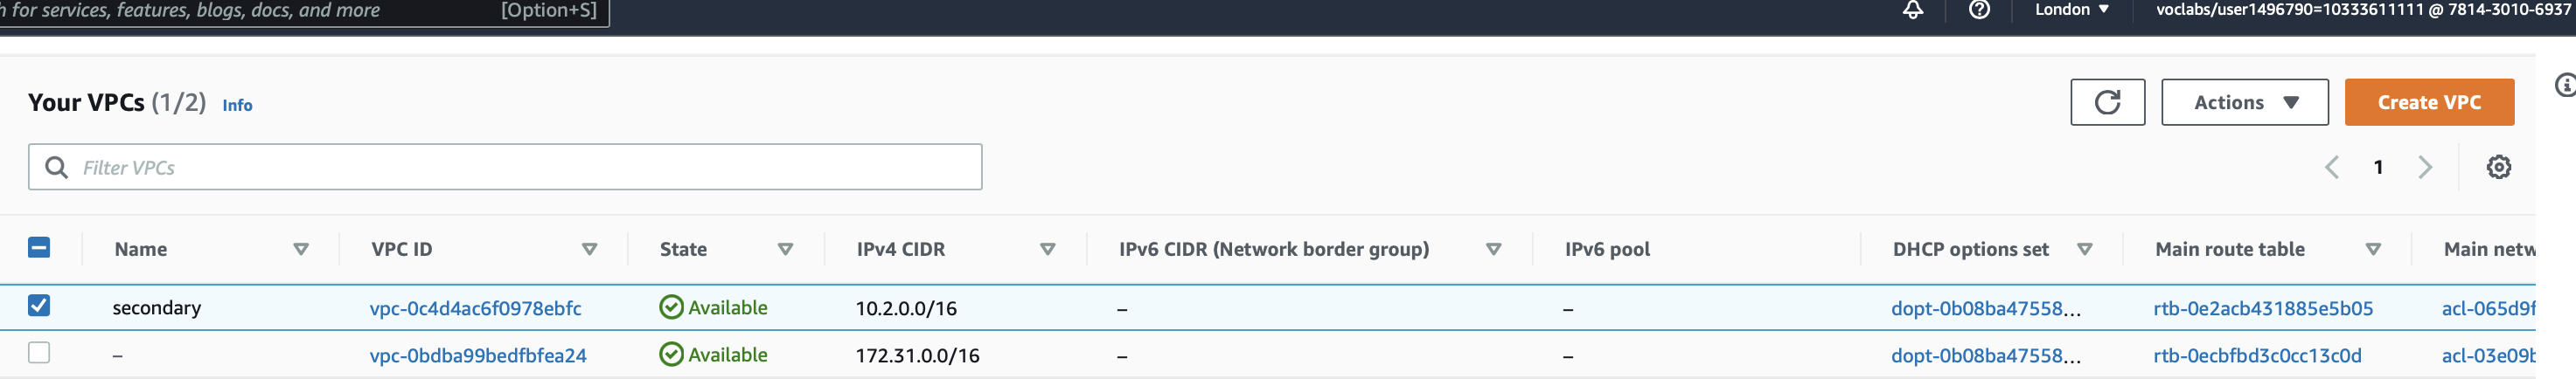 h for services, features, blogs, docs, and more [Option+S] London ▼ voclabs/user1496790=10333611111 @ 7814-3010-6937
Your VPCs (1/2) Info Actions ▼ Create VPC
Filter VPCs 1
Name VPC ID State IPv4 CIDR IPv6 CIDR (Network border group) IPv6 pool DHCP options set Main route table Main netw
secondary vpc-0c4d4ac6f0978ebfc Available 10.2.0.0/16 – – dopt-0b08ba47558... rtb-0e2acb431885e5b05 acl-065d9f
– vpc-0bdba99bedfbfea24 Available 172.31.0.0/16 – – dopt-0b08ba47558... rtb-0ecbfbd3c0cc13c0d acl-03e09b